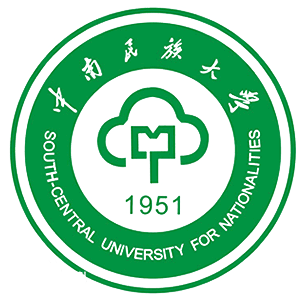 中南民族大学
1951
SOUTH-CENTRAL UNIVERSITY FOR NATIONALITIES